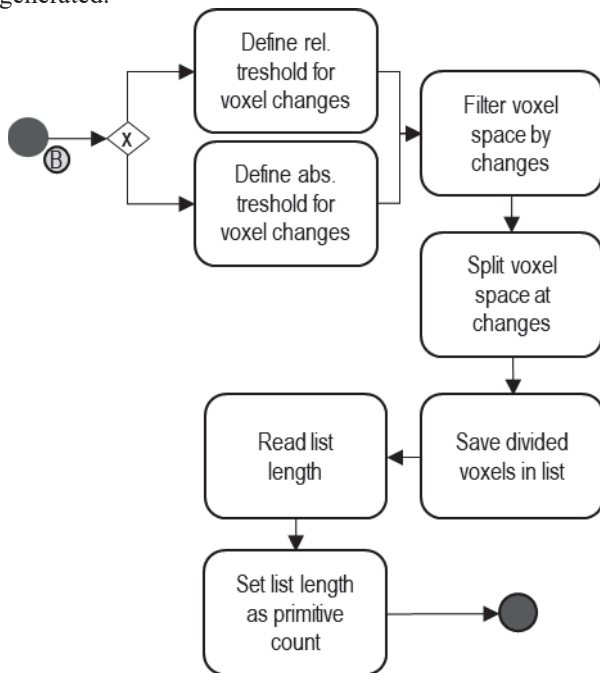 generated.
Define rel.
treshold for
voxel changes
X
B
Define abs.
treshold for
voxel changes
Filter voxel
space by
changes
Split voxel
space at
changes
Save divided
voxels in list
Read list
length
Set list length
as primitive
count